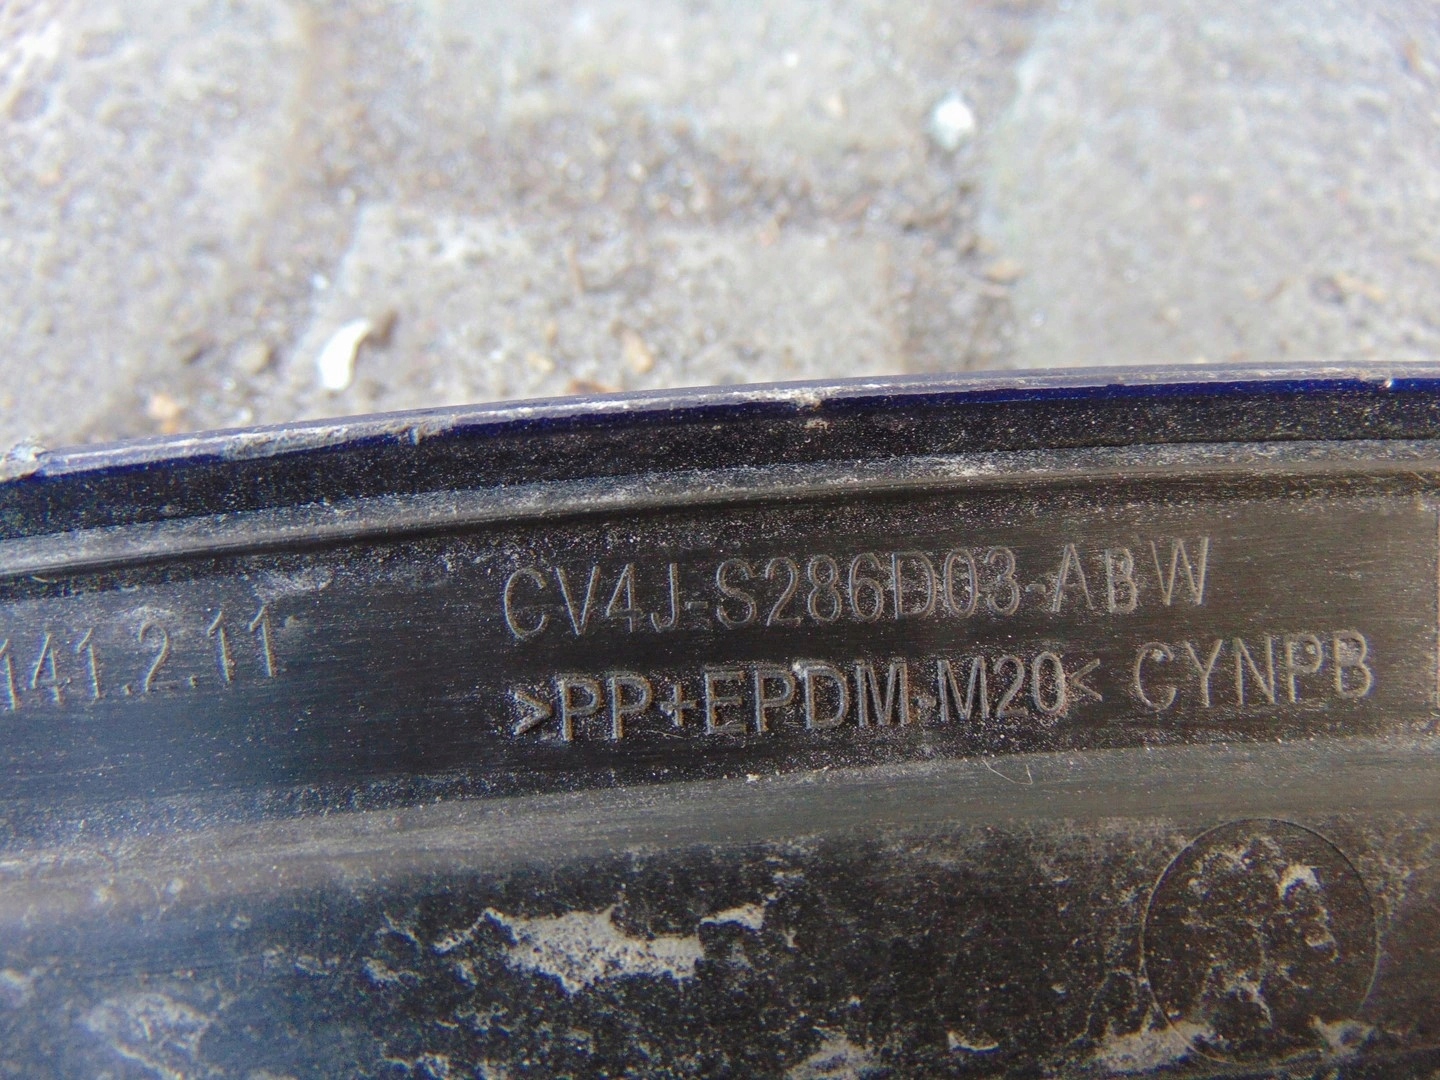 141.2.11
CV4J-S286D03-ABW
>PP+EPDM-M20< CYNPB